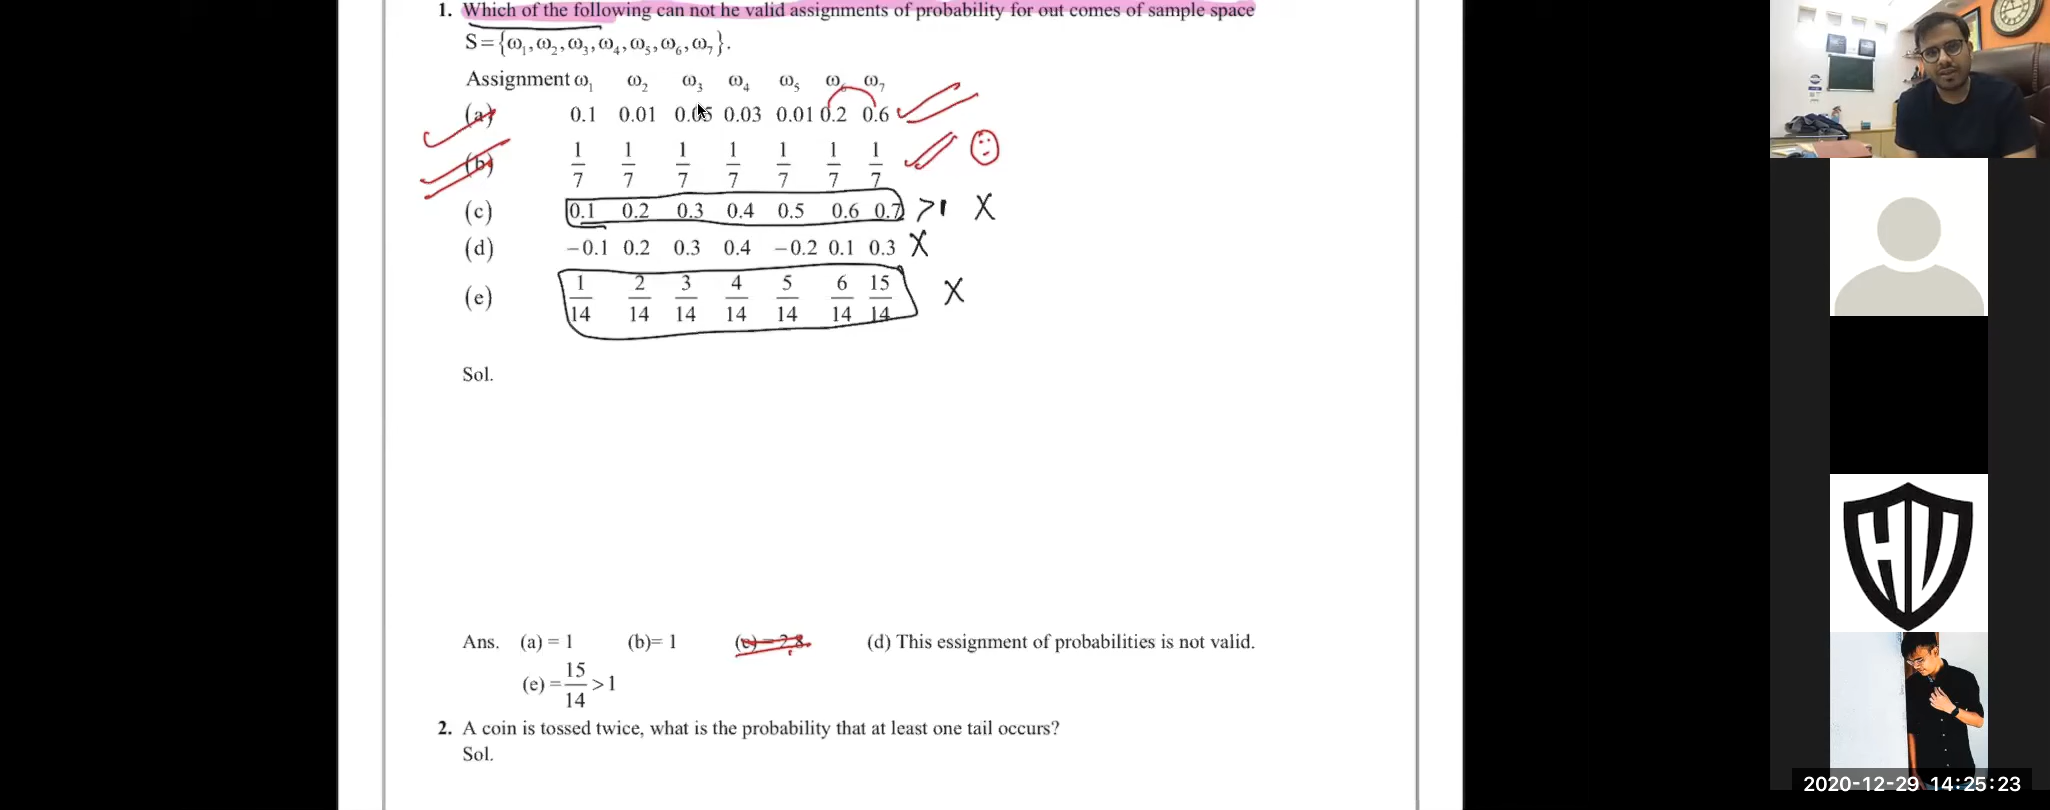 1. Which of the following can not he valid assignments of probability for out comes of sample space
S={ω₁,ω₂,ω₃,ω₄,ω₅,ω₆,ω₇}.
Assignment ω₁ ω₂ ω₃ ω₄ ω₅ ω₆ ω₇
(a) 0.1 0.01 0.05 0.03 0.01 0.2 0.6
(b) 1/7 1/7 1/7 1/7 1/7 1/7 1/7
(c) 0.1 0.2 0.3 0.4 0.5 0.6 0.7 >1 X
(d) −0.1 0.2 0.3 0.4 −0.2 0.1 0.3 X
(e) 1/14 2/14 3/14 4/14 5/14 6/14 15/14 X
Sol.
Ans. (a) = 1 (b)= 1 (c) = 2.8 (d) This essignment of probabilities is not valid.
(e) = 15/14 >1
2. A coin is tossed twice, what is the probability that at least one tail occurs?
Sol.
2020-12-29 14:25:23